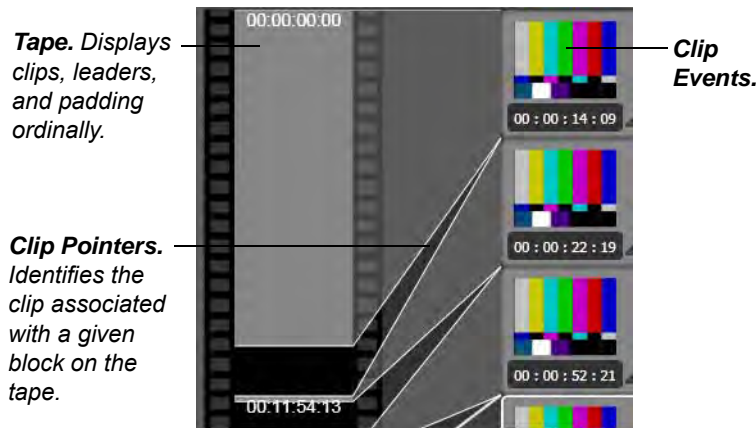 Tape. Displays
clips, leaders,
and padding
ordinally.
Clip Pointers.
Identifies the
clip associated
with a given
block on the
tape.
00:00:00:00
00:11:54:13
00 : 00 : 14 : 09
00 : 00 : 22 : 19
00 : 00 : 52 : 21
Clip
Events.